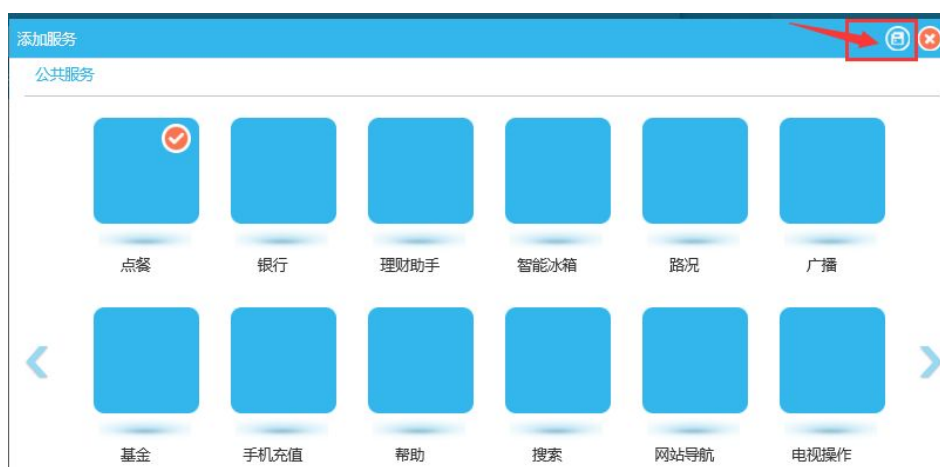 添加服务
公共服务
点餐 银行 理财助手 智能冰箱 路况 广播
基金 手机充值 帮助 搜索 网站导航 电视操作